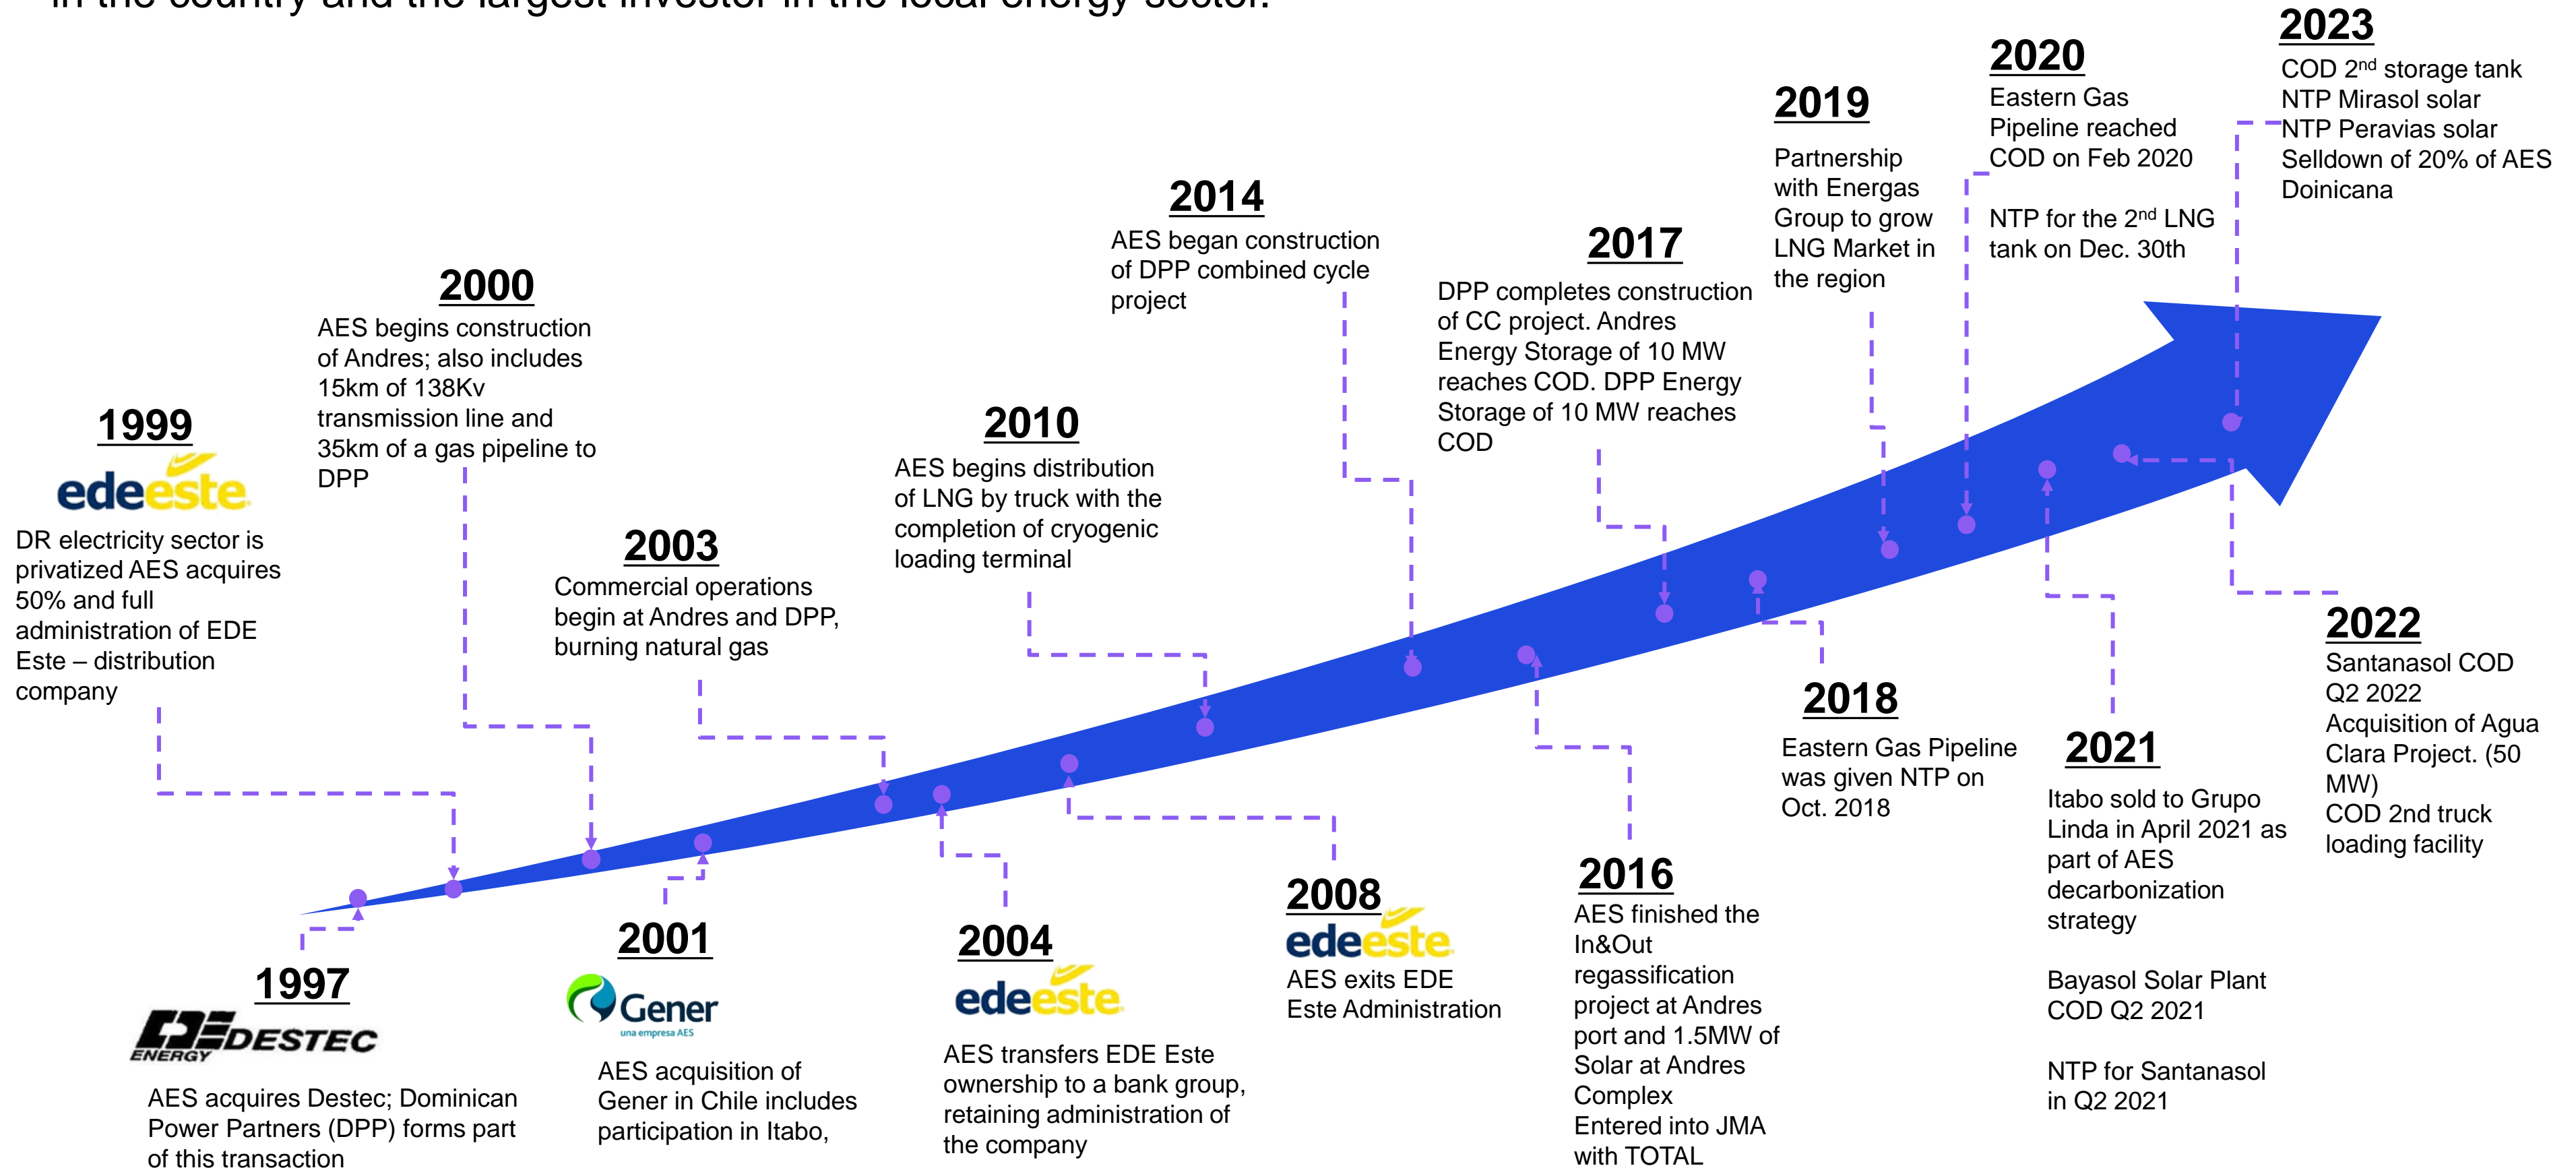 in the country and the largest investor in the local energy sector.
1997
ENERGY DESTEC
AES acquires Destec; Dominican
Power Partners (DPP) forms part
of this transaction
1999
edeeste
DR electricity sector is
privatized AES acquires
50% and full
administration of EDE
Este – distribution
company
2000
AES begins construction
of Andres; also includes
15km of 138Kv
transmission line and
35km of a gas pipeline to
DPP
2001
Gener
una empresa AES
AES acquisition of
Gener in Chile includes
participation in Itabo,
2003
Commercial operations
begin at Andres and DPP,
burning natural gas
2004
edeeste
AES transfers EDE Este
ownership to a bank group,
retaining administration of
the company
2008
edeeste
AES exits EDE
Este Administration
2010
AES begins distribution
of LNG by truck with the
completion of cryogenic
loading terminal
2014
AES began construction
of DPP combined cycle
project
2016
AES finished the
In&Out
regassification
project at Andres
port and 1.5MW of
Solar at Andres
Complex
Entered into JMA
with TOTAL
2017
DPP completes construction
of CC project. Andres
Energy Storage of 10 MW
reaches COD. DPP Energy
Storage of 10 MW reaches
COD
2018
Eastern Gas Pipeline
was given NTP on
Oct. 2018
2019
Partnership
with Energas
Group to grow
LNG Market in
the region
2020
Eastern Gas
Pipeline reached
COD on Feb 2020
NTP for the 2nd LNG
tank on Dec. 30th
2021
Itabo sold to Grupo
Linda in April 2021 as
part of AES
decarbonization
strategy
Bayasol Solar Plant
COD Q2 2021
NTP for Santanasol
in Q2 2021
2022
Santanasol COD
Q2 2022
Acquisition of Agua
Clara Project. (50
MW)
COD 2nd truck
loading facility
2023
COD 2nd storage tank
NTP Mirasol solar
NTP Peravias solar
Selldown of 20% of AES
Doinicana